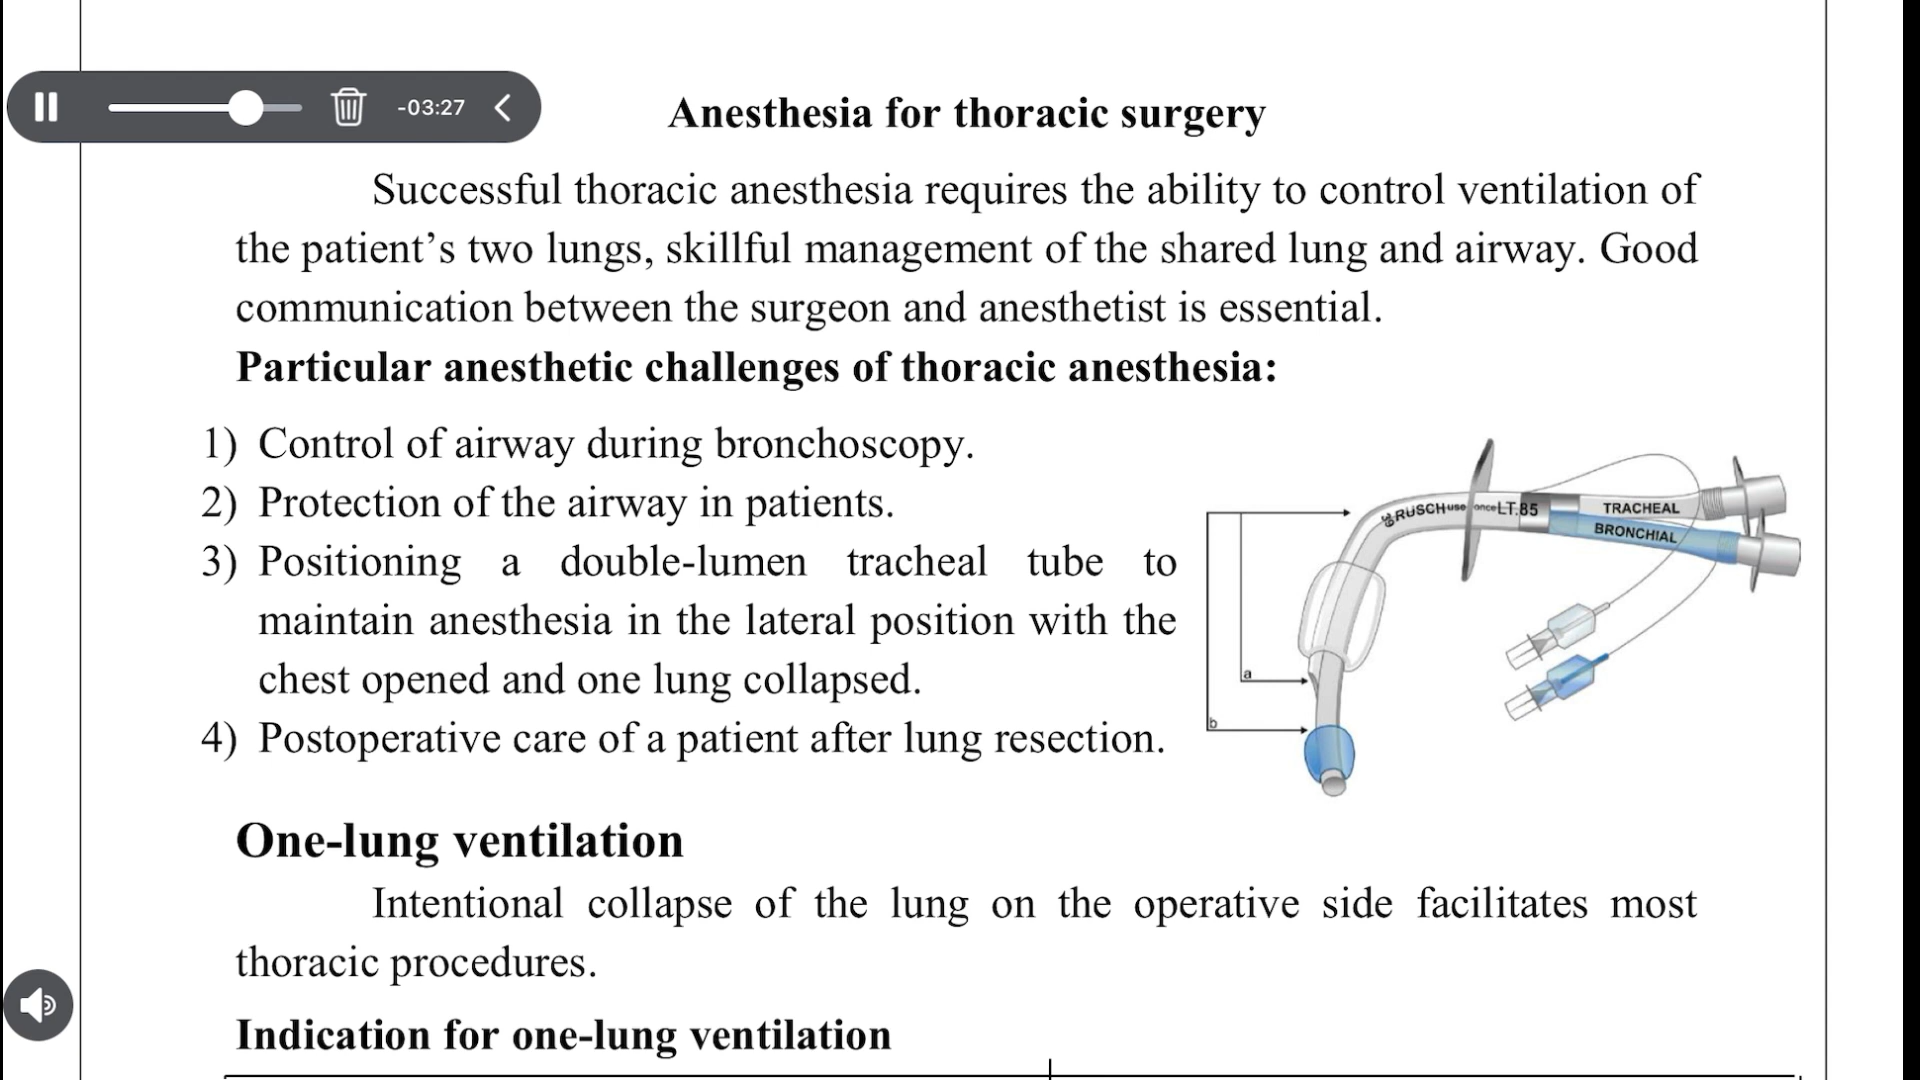 -03:27
Anesthesia for thoracic surgery
Successful thoracic anesthesia requires the ability to control ventilation of
the patient’s two lungs, skillful management of the shared lung and airway. Good
communication between the surgeon and anesthetist is essential.
Particular anesthetic challenges of thoracic anesthesia:
1) Control of airway during bronchoscopy.
2) Protection of the airway in patients.
3) Positioning a double-lumen tracheal tube to
maintain anesthesia in the lateral position with the
chest opened and one lung collapsed.
4) Postoperative care of a patient after lung resection.
RUSCH use once LT.85
TRACHEAL
BRONCHIAL
a
b
One-lung ventilation
Intentional collapse of the lung on the operative side facilitates most
thoracic procedures.
Indication for one-lung ventilation